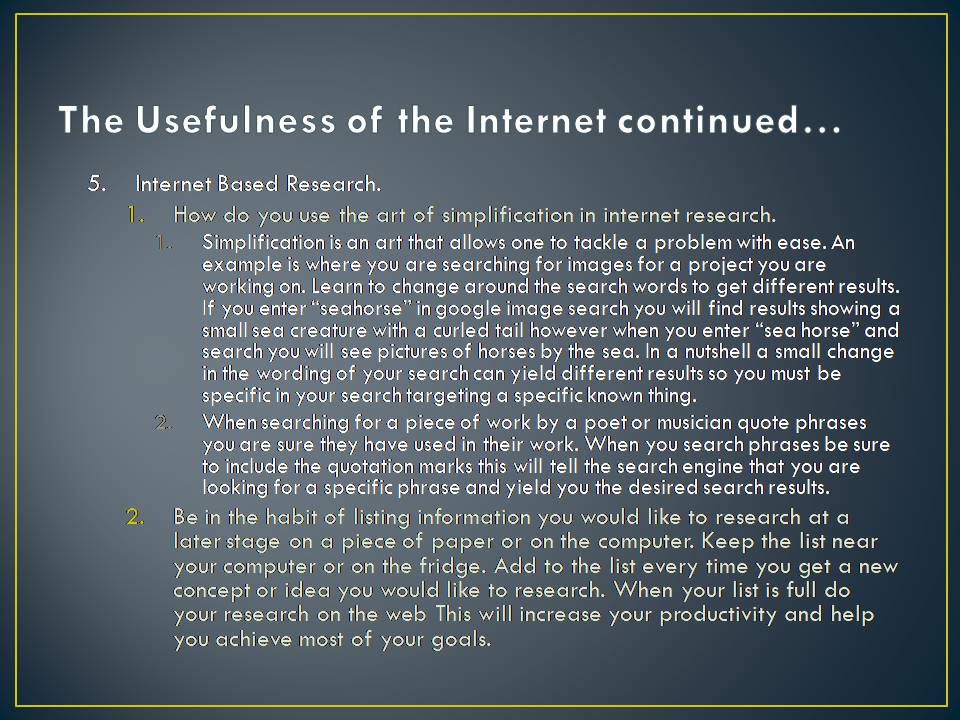 The Usefulness of the Internet continued…
5. Internet Based Research.
1. How do you use the art of simplification in internet research.
1. Simplification is an art that allows one to tackle a problem with ease. An
example is where you are searching for images for a project you are
working on. Learn to change around the search words to get different results.
If you enter “seahorse” in google image search you will find results showing a
small sea creature with a curled tail however when you enter “sea horse” and
search you will see pictures of horses by the sea. In a nutshell a small change
in the wording of your search can yield different results so you must be
specific in your search targeting a specific known thing.
2. When searching for a piece of work by a poet or musician quote phrases
you are sure they have used in their work. When you search phrases be sure
to include the quotation marks this will tell the search engine that you are
looking for a specific phrase and yield you the desired search results.
2. Be in the habit of listing information you would like to research at a
later stage on a piece of paper or on the computer. Keep the list near
your computer or on the fridge. Add to the list every time you get a new
concept or idea you would like to research. When your list is full do
your research on the web This will increase your productivity and help
you achieve most of your goals.